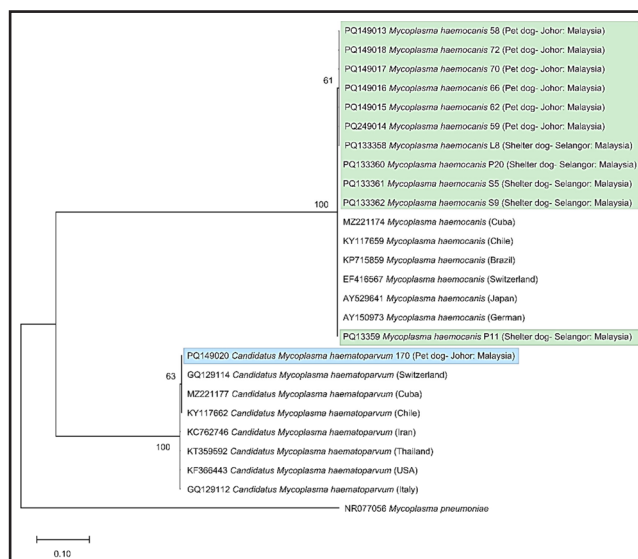 PQ149013 Mycoplasma haemocanis 58 (Pet dog- Johor: Malaysia)
PQ149018 Mycoplasma haemocanis 72 (Pet dog- Johor: Malaysia)
PQ149017 Mycoplasma haemocanis 70 (Pet dog- Johor: Malaysia)
61
PQ149016 Mycoplasma haemocanis 66 (Pet dog- Johor: Malaysia)
PQ149015 Mycoplasma haemocanis 62 (Pet dog- Johor: Malaysia)
PQ249014 Mycoplasma haemocanis 59 (Pet dog- Johor: Malaysia)
PQ133358 Mycoplasma haemocanis L8 (Shelter dog- Selangor: Malaysia)
PQ133360 Mycoplasma haemocanis P20 (Shelter dog- Selangor: Malaysia)
PQ133361 Mycoplasma haemocanis S5 (Shelter dog- Selangor: Malaysia)
100
PQ133362 Mycoplasma haemocanis S9 (Shelter dog- Selangor: Malaysia)
MZ221174 Mycoplasma haemocanis (Cuba)
KY117659 Mycoplasma haemocanis (Chile)
KP715859 Mycoplasma haemocanis (Brazil)
EF416567 Mycoplasma haemocanis (Switzerland)
AY529641 Mycoplasma haemocanis (Japan)
AY150973 Mycoplasma haemocanis (German)
PQ13359 Mycoplasma haemocanis P11 (Shelter dog- Selangor: Malaysia)
PQ149020 Candidatus Mycoplasma haematoparvum 170 (Pet dog- Johor: Malaysia)
63
GQ129114 Candidatus Mycoplasma haematoparvum (Switzerland)
MZ221177 Candidatus Mycoplasma haematoparvum (Cuba)
KY117662 Candidatus Mycoplasma haematoparvum (Chile)
KC762746 Candidatus Mycoplasma haematoparvum (Iran)
100
KT359592 Candidatus Mycoplasma haematoparvum (Thailand)
KF366443 Candidatus Mycoplasma haematoparvum (USA)
GQ129112 Candidatus Mycoplasma haematoparvum (Italy)
NR077056 Mycoplasma pneumoniae
0.10